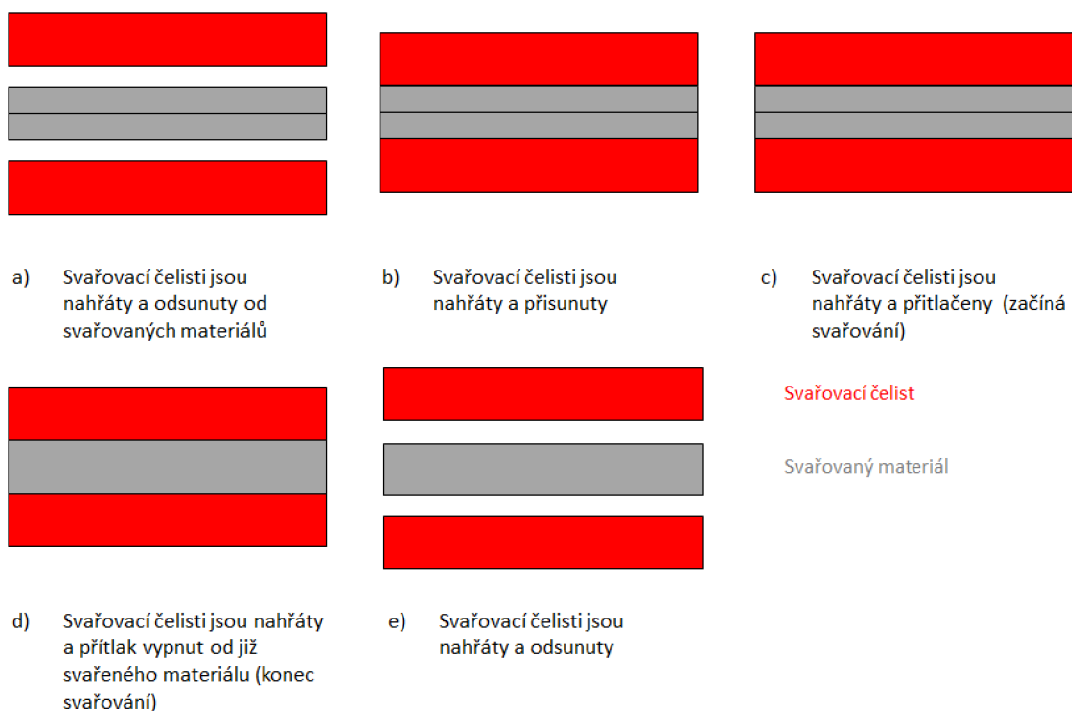 a) Svařovací čelisti jsou
nahřáty a odsunuty od
svařovaných materiálů
b) Svařovací čelisti jsou
nahřáty a přisunuty
c) Svařovací čelisti jsou
nahřáty a přitlačeny (začíná
svařování)
Svařovací čelist
Svařovaný materiál
d) Svařovací čelisti jsou nahřáty
a přítlak vypnut od již
svařeného materiálu (konec
svařování)
e) Svařovací čelisti jsou
nahřáty a odsunuty